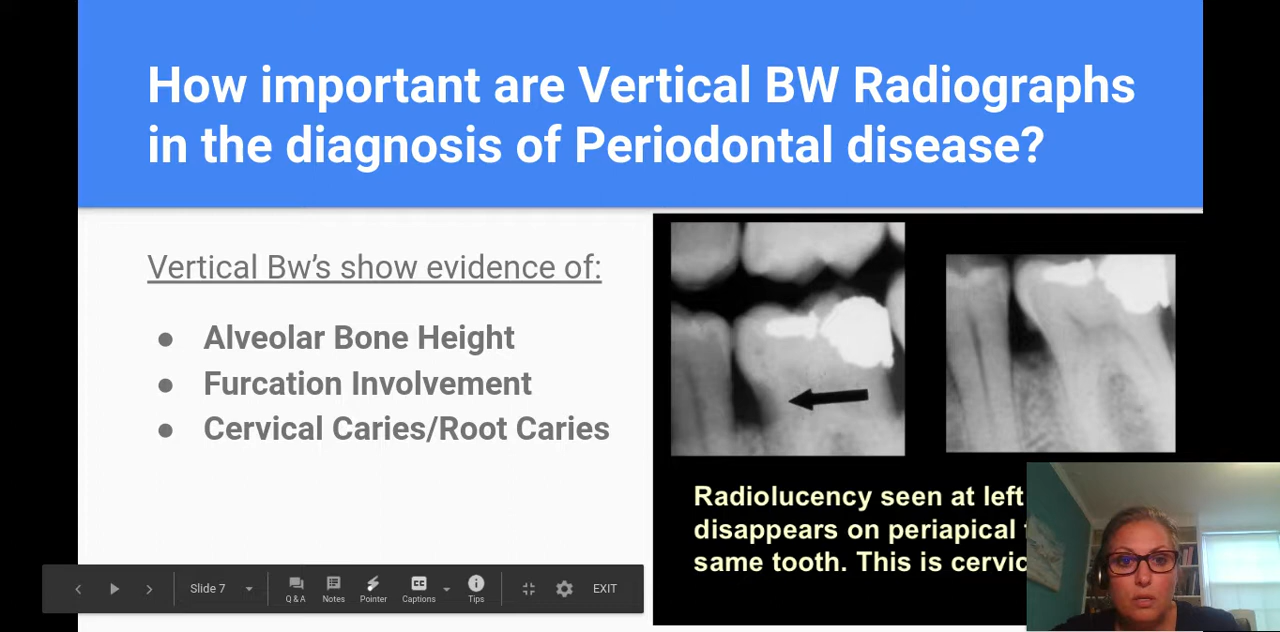 How important are Vertical BW Radiographs
in the diagnosis of Periodontal disease?
Vertical Bw's show evidence of:
● Alveolar Bone Height
● Furcation Involvement
● Cervical Caries/Root Caries
Radiolucency seen at left
disappears on periapical
same tooth. This is
Slide 7
Q & A
Notes
Pointer
CC
Captions
Tips
EXIT